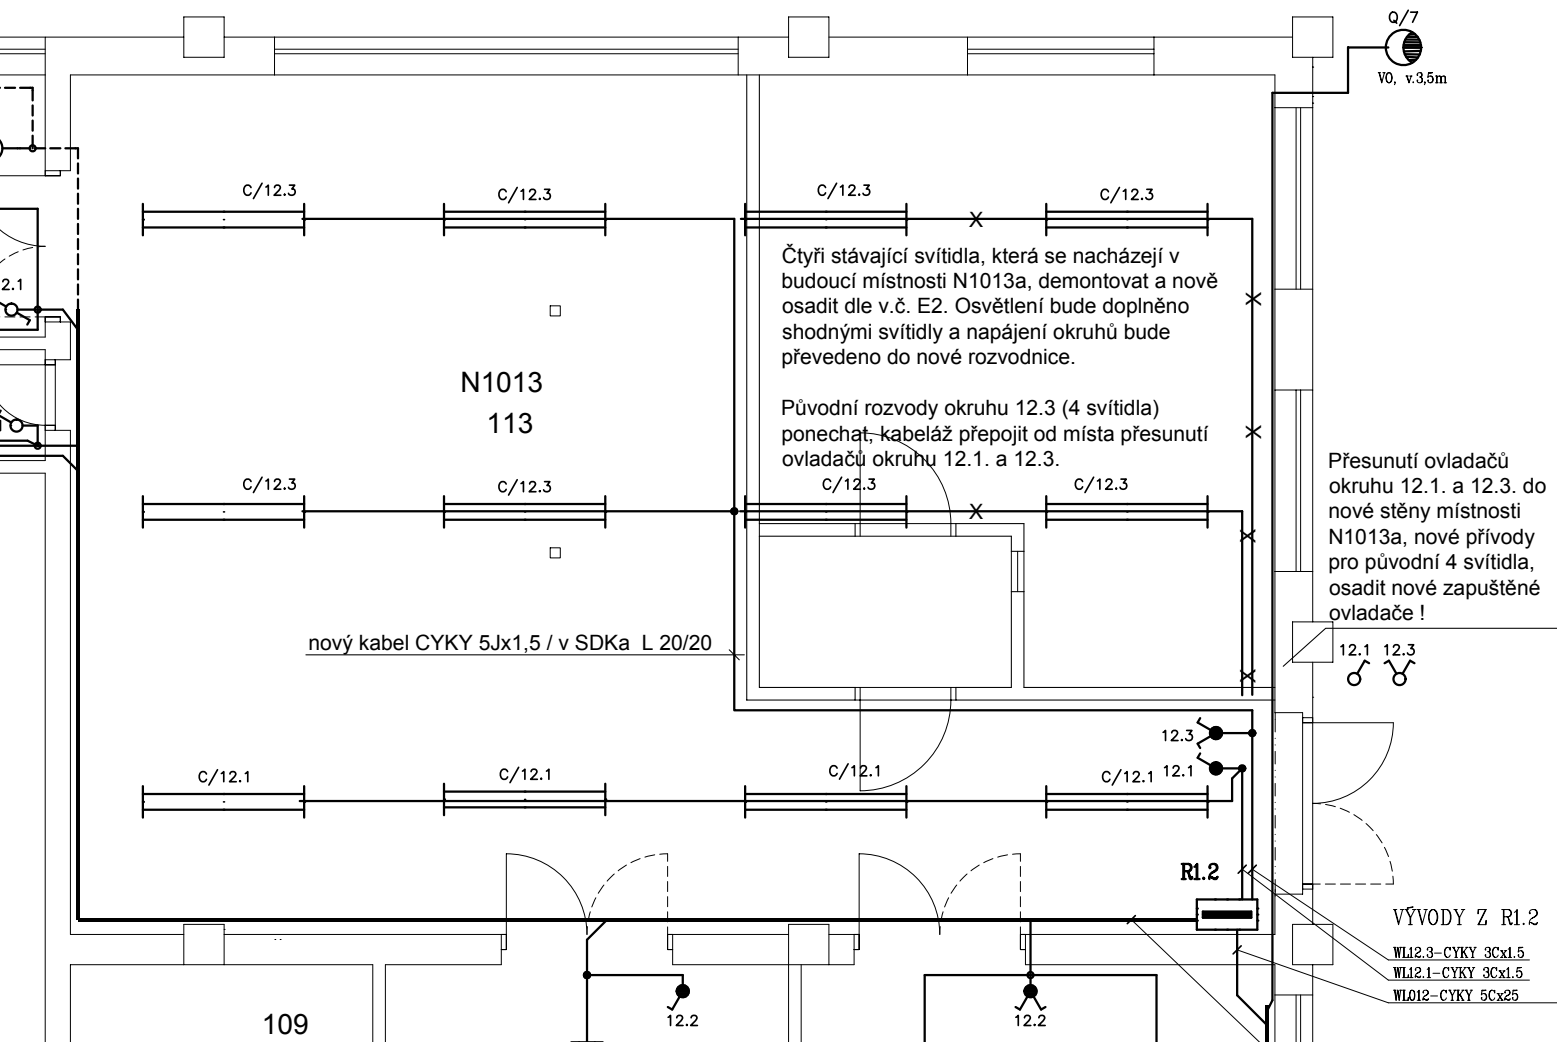 Q/7
VO, v.3,5m
C/12.3
C/12.3
C/12.3
C/12.3
Čtyři stávající svítidla, která se nacházejí v
budoucí místnosti N1013a, demontovat a nově
osadit dle v.č. E2. Osvětlení bude doplněno
shodnými svítidly a napájení okruhů bude
převedeno do nové rozvodnice.
2.1
N1013
113
Původní rozvody okruhu 12.3 (4 svítidla)
ponechat, kabeláž přepojit od místa přesunutí
ovladačů okruhu 12.1. a 12.3.
Přesunutí ovladačů
okruhu 12.1. a 12.3. do
nové stěny místnosti
N1013a, nové přívody
pro původní 4 svítidla,
osadit nové zapuštěné
ovladače !
C/12.3
C/12.3
C/12.3
C/12.3
nový kabel CYKY 5Jx1,5 / v SDKa L 20/20
12.1 12.3
12.3
12.1
C/12.1
C/12.1
C/12.1
C/12.1
R1.2
VÝVODY Z R1.2
WL12.3-CYKY 3Cx1.5
WL12.1-CYKY 3Cx1.5
WL012-CYKY 5Cx25
109
12.2
12.2